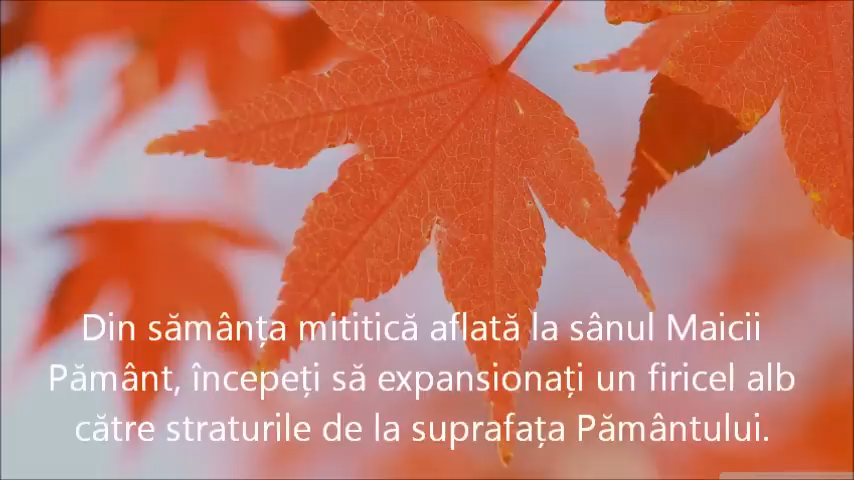 Din sămânța mititică aflată la sânul Maicii
Pământ, începeți să expansionați un firicel alb
către straturile de la suprafața Pământului.